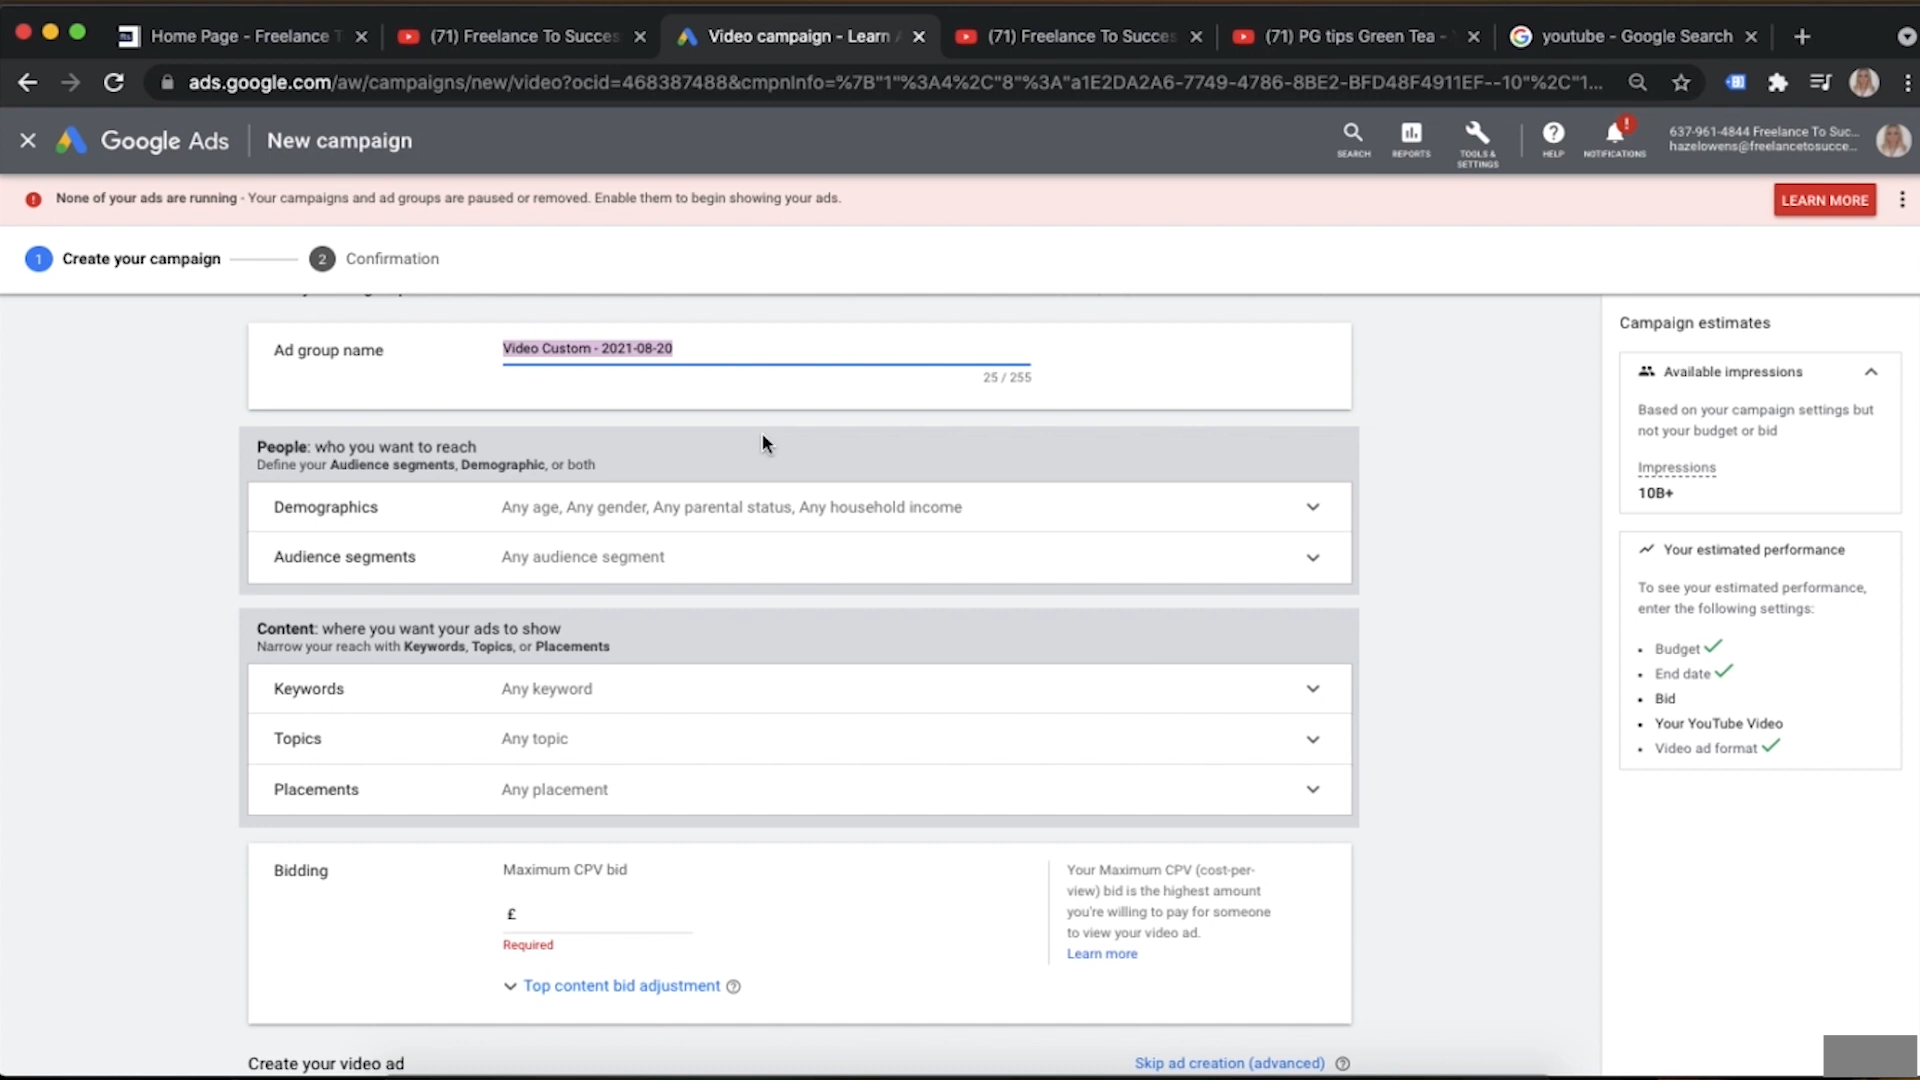 Home Page - Freelance T
(71) Freelance To Succes
Video campaign - Learn
(71) Freelance To Succes
(71) PG tips Green Tea -
youtube - Google Search
ads.google.com/aw/campaigns/new/video?ocid=468387488&cmpnInfo=%7B"1"%3A4%2C"8"%3A"a1E2DA2A6-7749-4786-8BE2-BFD48F4911EF--10"%2C"1...
Google Ads
New campaign
SEARCH
REPORTS
TOOLS & SETTINGS
HELP
NOTIFICATIONS
637-961-4844 Freelance To Suc...
hazelowens@freelancetosucce...
None of your ads are running - Your campaigns and ad groups are paused or removed. Enable them to begin showing your ads.
LEARN MORE
1 Create your campaign
2 Confirmation
Ad group name
Video Custom - 2021-08-20
25 / 255
People: who you want to reach
Define your Audience segments, Demographic, or both
Demographics
Any age, Any gender, Any parental status, Any household income
Audience segments
Any audience segment
Content: where you want your ads to show
Narrow your reach with Keywords, Topics, or Placements
Keywords
Any keyword
Topics
Any topic
Placements
Any placement
Bidding
Maximum CPV bid
£
Required
Top content bid adjustment
Your Maximum CPV (cost-per-
view) bid is the highest amount
you're willing to pay for someone
to view your video ad.
Learn more
Create your video ad
Skip ad creation (advanced)
Campaign estimates
Available impressions
Based on your campaign settings but
not your budget or bid
Impressions
10B+
Your estimated performance
To see your estimated performance,
enter the following settings:
Budget
End date
Bid
Your YouTube Video
Video ad format